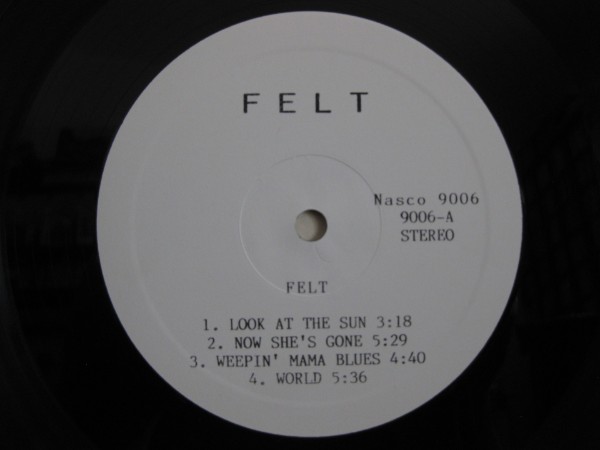 FELT
Nasco 9006
9006-A
STEREO
FELT
1. LOOK AT THE SUN 3:18
2. NOW SHE'S GONE 5:29
3. WEEPIN' MAMA BLUES 4:40
4. WORLD 5:36